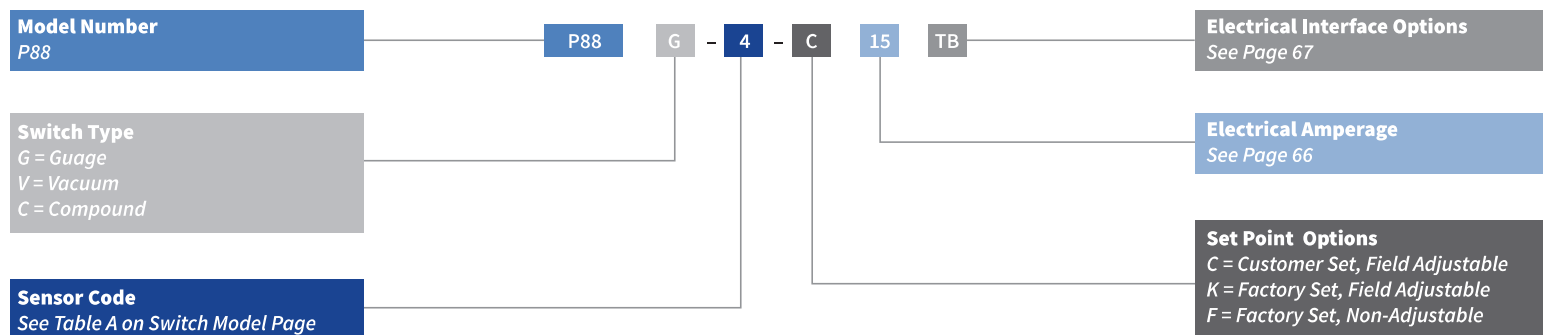 Model Number
P88
P88 G – 4 – C 15 TB
Electrical Interface Options
See Page 67
Switch Type
G = Guage
V = Vacuum
C = Compound
Electrical Amperage
See Page 66
Sensor Code
See Table A on Switch Model Page
Set Point Options
C = Customer Set, Field Adjustable
K = Factory Set, Field Adjustable
F = Factory Set, Non-Adjustable